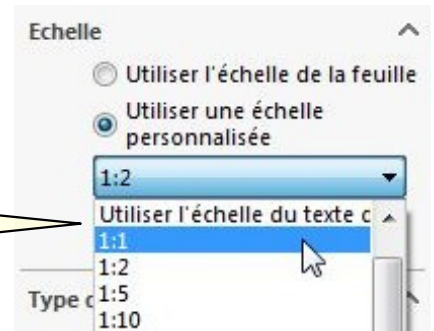 Echelle
Utiliser l'échelle de la feuille
Utiliser une échelle
personnalisée
1:2
Utiliser l'échelle du texte
1:1
1:2
Type
1:5
1:10